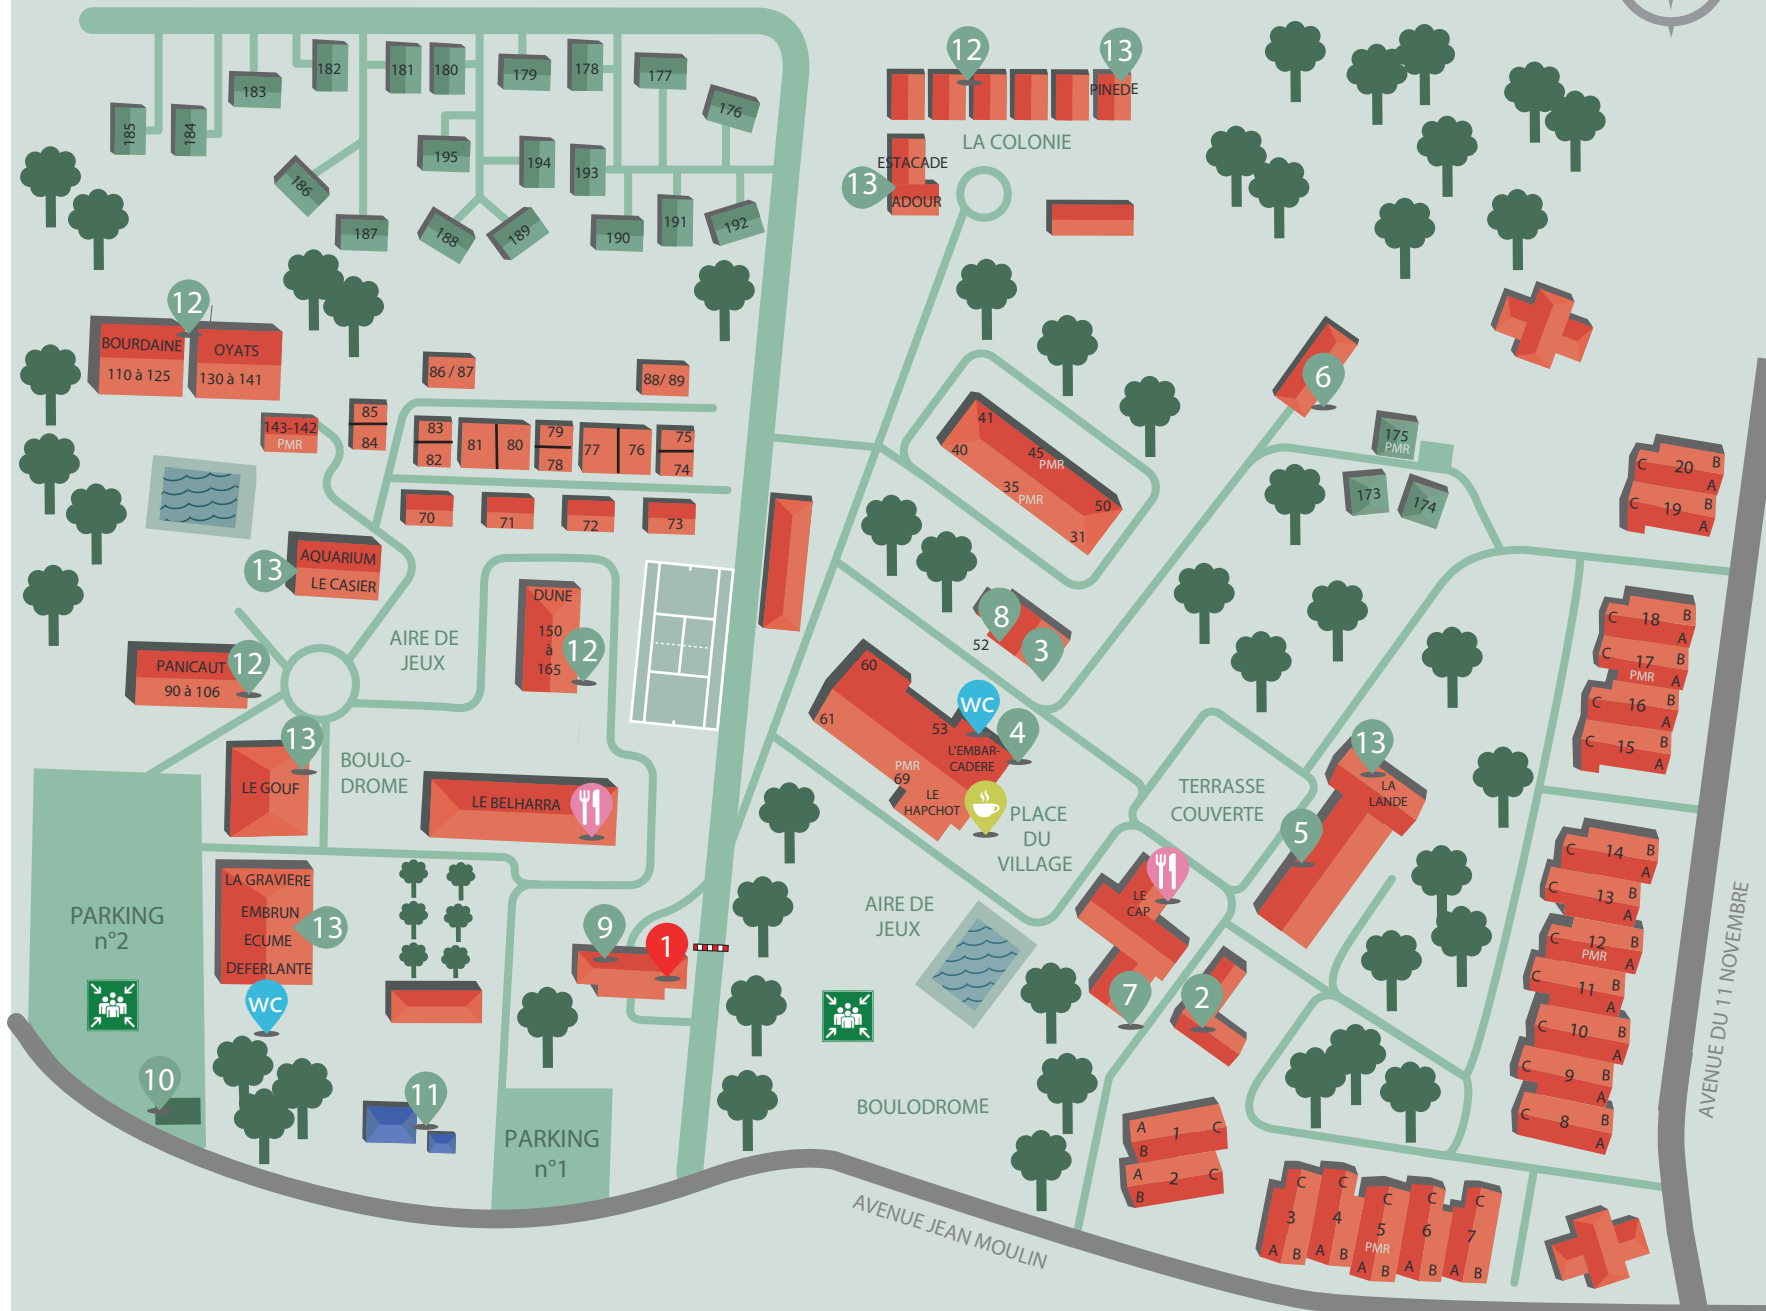 182
181
180
179
178
177
183
176
185
184
195
194
193
186
187
188
189
190
191
192
12
13
PINEDE
LA COLONIE
ESTACADE
13
ADOUR
12
BOURDAINE
110 à 125
OYATS
130 à 141
86 / 87
88/ 89
143-142
PMR
85
84
83
82
81
80
79
78
77
76
75
74
70
71
72
73
41
40
45
PMR
35
PMR
50
31
6
175
PMR
173
174
C
20
B
A
C
19
B
A
AQUARIUM
LE CASIER
13
DUNE
150
à
165
12
AIRE DE
JEUX
PANICAUT
90 à 106
12
8
52
3
C
18
B
A
C
17
B
PMR
A
C
16
B
A
C
15
B
A
13
LE GOUF
BOULO-
DROME
LE BELHARRA
60
61
53
WC
4
L'EMBAR-
CADERE
PMR
69
LE
HAPCHOT
PLACE
DU
VILLAGE
TERRASSE
COUVERTE
13
LA
LANDE
5
LA GRAVIERE
EMBRUN
ECUME
DEFERLANTE
13
WC
PARKING
n°2
10
11
9
1
PARKING
n°1
AIRE DE
JEUX
LE
CAP
7
2
BOULODROME
C
14
B
A
C
13
B
A
C
12
B
PMR
A
C
11
B
A
C
10
B
A
C
9
B
A
C
8
B
A
A
1
C
B
A
2
C
B
C
3
A
B
C
4
A
B
C
5
PMR
A
B
C
6
A
B
C
7
A
B
AVENUE JEAN MOULIN
AVENUE DU 11 NOVEMBRE